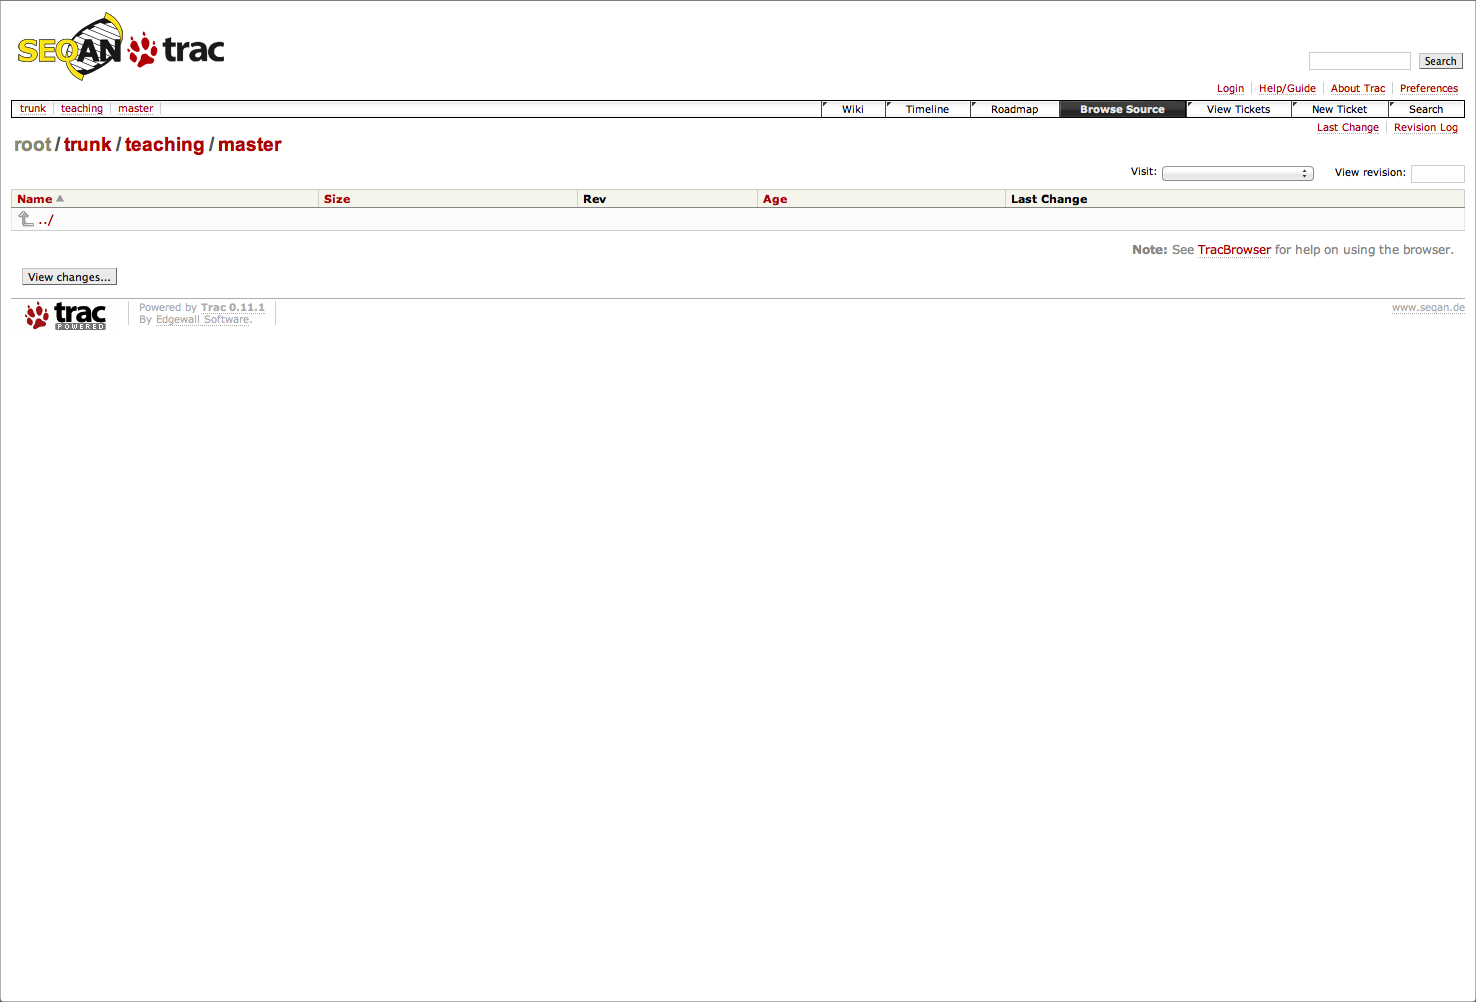 SEQAN trac
Search
Login Help/Guide About Trac Preferences
trunk teaching master Wiki Timeline Roadmap Browse Source View Tickets New Ticket Search
Last Change Revision Log
root / trunk / teaching / master
Visit: View revision:
Name Size Rev Age Last Change
../
Note: See TracBrowser for help on using the browser.
View changes...
trac POWERED
Powered by Trac 0.11.1
By Edgewall Software.
www.seqan.de